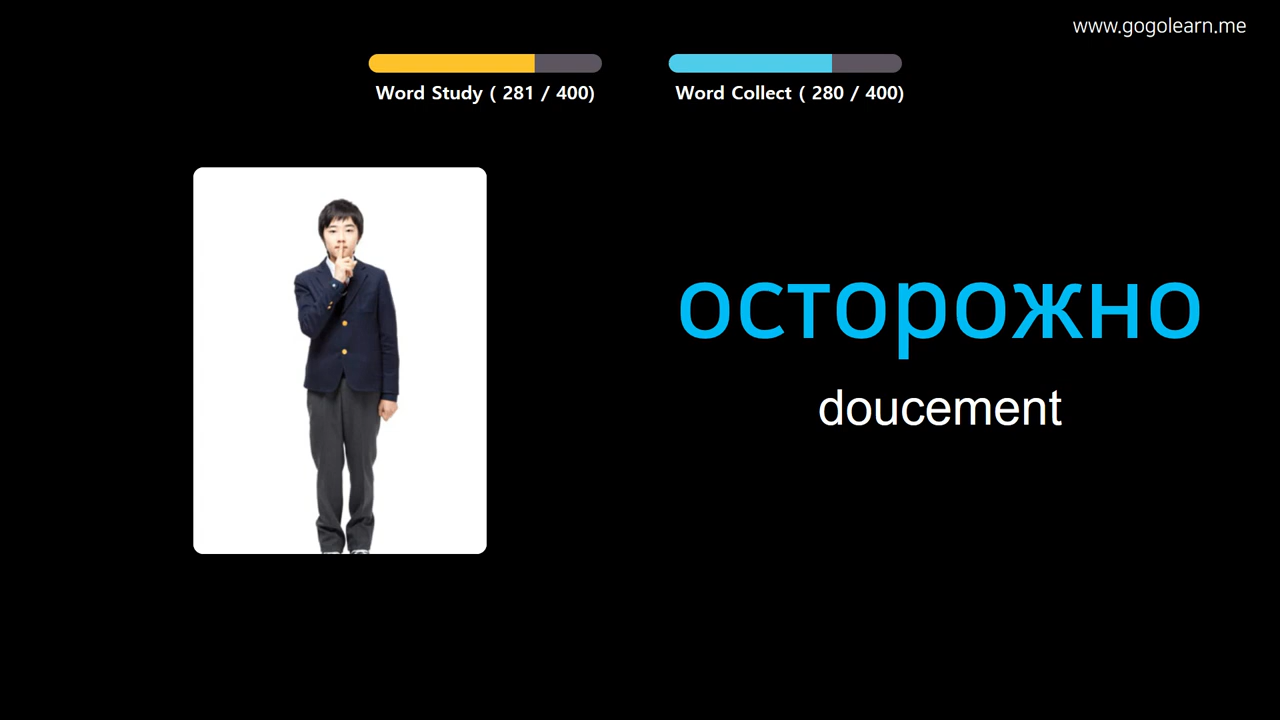 www.gogolearn.me
Word Study ( 281 / 400)
Word Collect ( 280 / 400)
осторожно
doucement